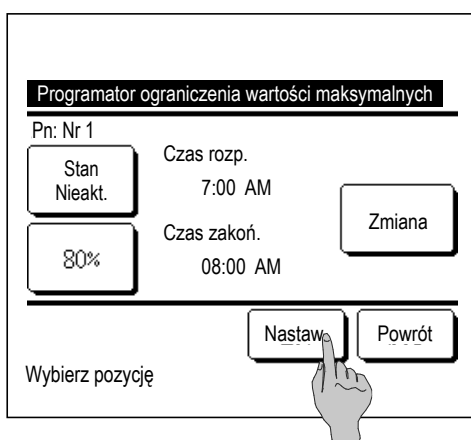 Programator ograniczenia wartości maksymalnych
Pn: Nr 1
Stan
Nieakt.
Czas rozp.
7:00 AM
Zmiana
80%
Czas zakoń.
08:00 AM
Nastaw
Powrót
Wybierz pozycję